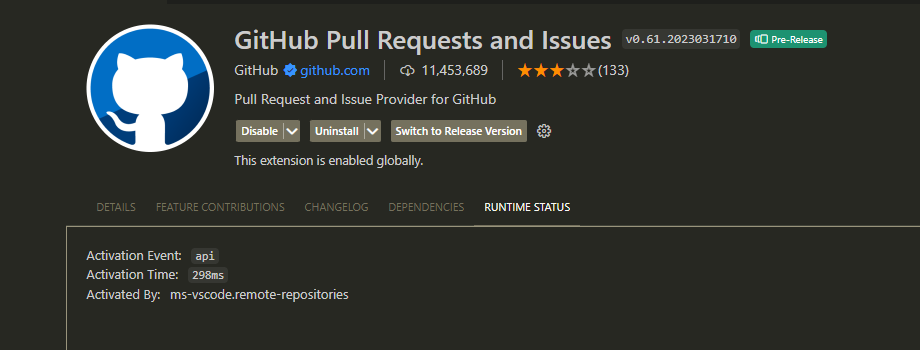 GitHub Pull Requests and Issues v0.61.2023031710 Pre-Release
GitHub github.com 11,453,689 (133)
Pull Request and Issue Provider for GitHub
Disable Uninstall Switch to Release Version
This extension is enabled globally.
DETAILS FEATURE CONTRIBUTIONS CHANGELOG DEPENDENCIES RUNTIME STATUS
Activation Event: api
Activation Time: 298ms
Activated By: ms-vscode.remote-repositories